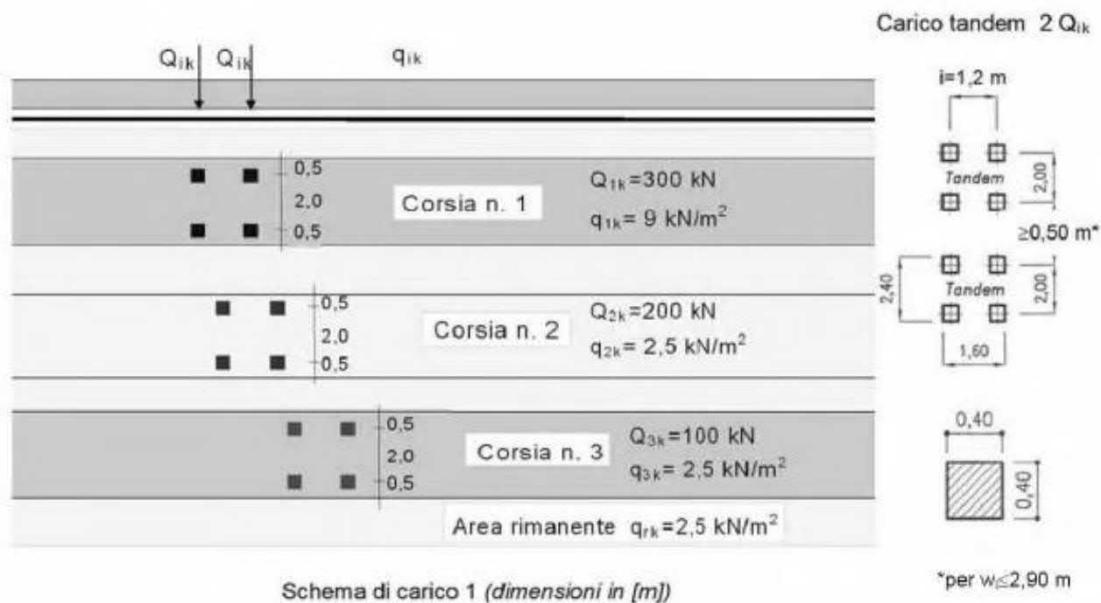 Carico tandem 2 Qik
Qik Qik qik
i=1,2 m
0,5
2.0
0,5
Corsia n. 1
Q1k=300 kN
q1k= 9 kN/m²
Tandem
2,00
≥0,50 m*
0,5
2.0
0,5
Corsia n. 2
Q2k=200 kN
q2k= 2,5 kN/m²
2,40
Tandem
2,00
1,60
0,5
2.0
0,5
Corsia n. 3
Q3k=100 kN
q3k= 2,5 kN/m²
0,40
0,40
Area rimanente qrk=2,5 kN/m²
*per wᵢ≤2,90 m
Schema di carico 1 (dimensioni in [m])